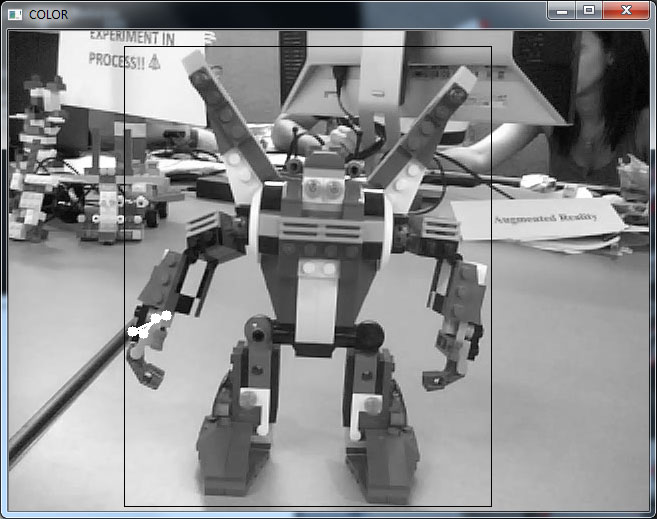 COLOR
EXPERIMENT IN
PROCESS!! ⚠
Augmented Reality